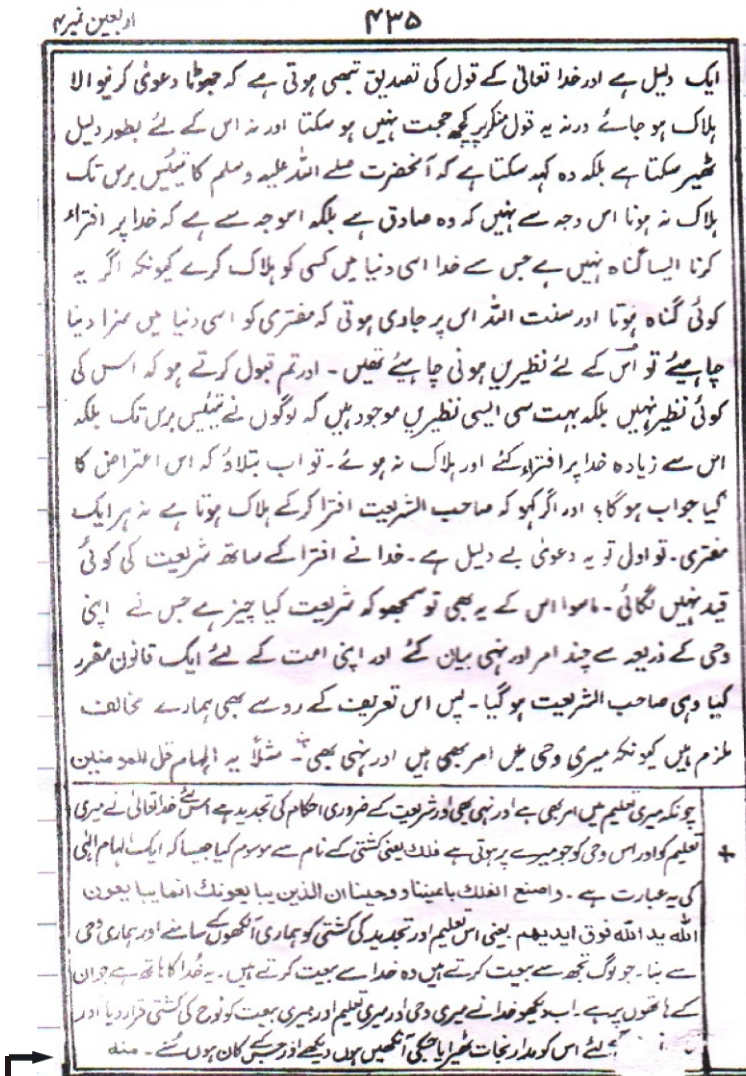 ۴۳۵
اربعین نمبر۴
ایک دلیل ہے اور خدا تعالیٰ کے قول کی تصدیق تبھی ہوتی ہے کہ جھوٹا دعویٰ کرنیوالا
ہلاک ہو جائے ورنہ یہ قول منکر پر کچھ حجت نہیں ہو سکتا اور نہ اس کے لئے بطور دلیل
ٹھیر سکتا ہے بلکہ وہ کہہ سکتا ہے کہ آنحضرت صلے اللہ علیہ وسلم کا تیئیس برس تک
ہلاک نہ ہونا اس وجہ سے نہیں کہ وہ صادق ہے بلکہ اس وجہ سے ہے کہ خدا پر افتراء
کرنا ایسا گناہ نہیں ہے جس سے خدا اسی دنیا میں کسی کو ہلاک کرے کیونکہ اگر یہ
کوئی گناہ ہوتا اور سنت اللہ اس پر جاری ہوتی کہ مفتری کو اسی دنیا میں سزا دینا
چاہیئے تو اُس کے لئے نظیریں ہونی چاہیئے تھیں۔ اور تم قبول کرتے ہو کہ اس کی
کوئی نظیر نہیں بلکہ بہت سی ایسی نظیریں موجود ہیں کہ لوگوں نے تیئیس برس تک بلکہ
اس سے زیادہ خدا پر افتراء کئے اور ہلاک نہ ہوئے۔ تو اب بتلاؤ کہ اس اعتراض کا
کیا جواب ہوگا؟ اور اگر کہو کہ صاحب الشریعت افترا کرکے ہلاک ہوتا ہے نہ ہر ایک
مفتری۔ تو اول تو یہ دعویٰ بے دلیل ہے۔ خدا نے افترا کے ساتھ شریعت کی کوئی
قید نہیں لگائی۔ ماسوا اس کے یہ بھی تو سمجھو کہ شریعت کیا چیز ہے جس نے اپنی
وحی کے ذریعہ سے چند امر اور نہی بیان کئے اور اپنی امت کے لئے ایک قانون مقرر
کیا وہی صاحب الشریعت ہو گیا۔ پس اس تعریف کے رو سے بھی ہمارے مخالف
ملزم ہیں کیونکہ میری وحی میں امر بھی ہیں اور نہی بھی۔ مثلاً یہ الہام قل للمومنین
چونکہ میری تعلیم میں امر بھی ہے اور نہی بھی اور شریعت کے ضروری احکام کی تجدید ہے اس لئے خدا تعالیٰ نے میری
تعلیم کو اور اس وحی کو جو میرے پر ہوتی ہے فلك یعنی کشتی کے نام سے موسوم کیا جیسا کہ ایک الہام الٰہی
کی یہ عبارت ہے۔ واصنع الفلك باعیننا ووحینا ان الذین یبایعونك انما یبایعون
الله ید الله فوق ایدیهم۔ یعنی اس تعلیم اور تجدید کی کشتی کو ہماری آنکھوں کے سامنے اور ہماری وحی
سے بنا۔ جو لوگ تجھ سے بیعت کرتے ہیں وہ خدا سے بیعت کرتے ہیں۔ یہ خُدا کا ہاتھ ہے جو ان
کے ہاتھوں پر ہے۔ اب دیکھو خدا نے میری وحی اور میری تعلیم اور میری بیعت کو نوح کی کشتی قرار دیا اور
لئے اس کو مدار نجات ٹھیرایا جسکی آنکھیں ہوں دیکھے اور جس کے کان ہوں سُنے۔ منه